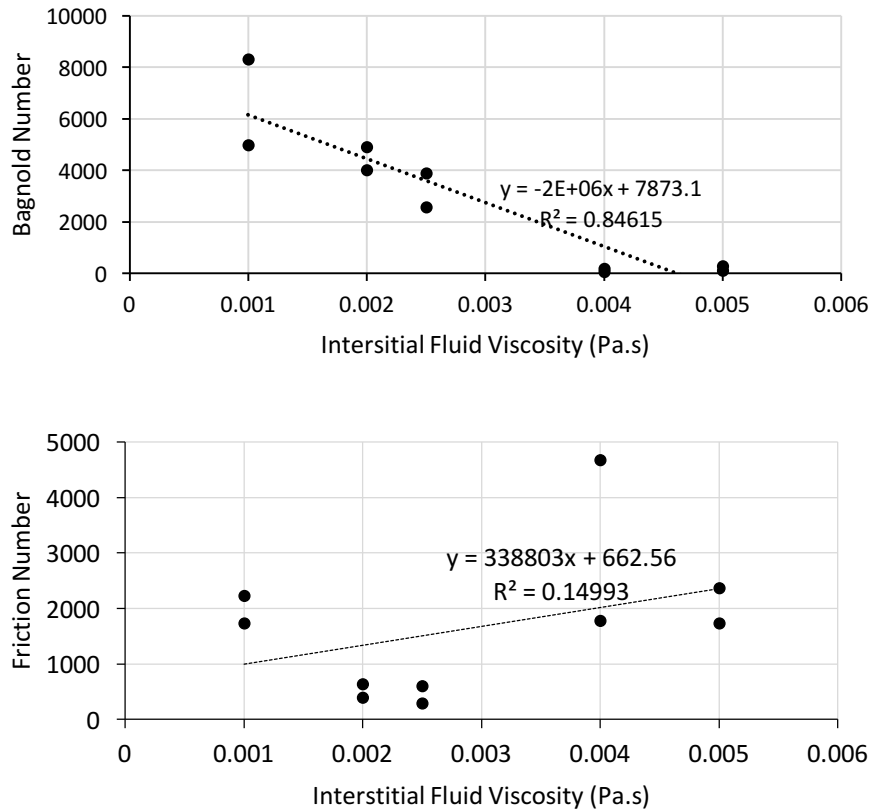 10000
8000
6000
4000
2000
0
Bagnold Number
y = -2E+06x + 7873.1
R² = 0.84615
0 0.001 0.002 0.003 0.004 0.005 0.006
Intersitial Fluid Viscosity (Pa.s)
5000
4000
3000
2000
1000
0
Friction Number
y = 338803x + 662.56
R² = 0.14993
0 0.001 0.002 0.003 0.004 0.005 0.006
Interstitial Fluid Viscosity (Pa.s)